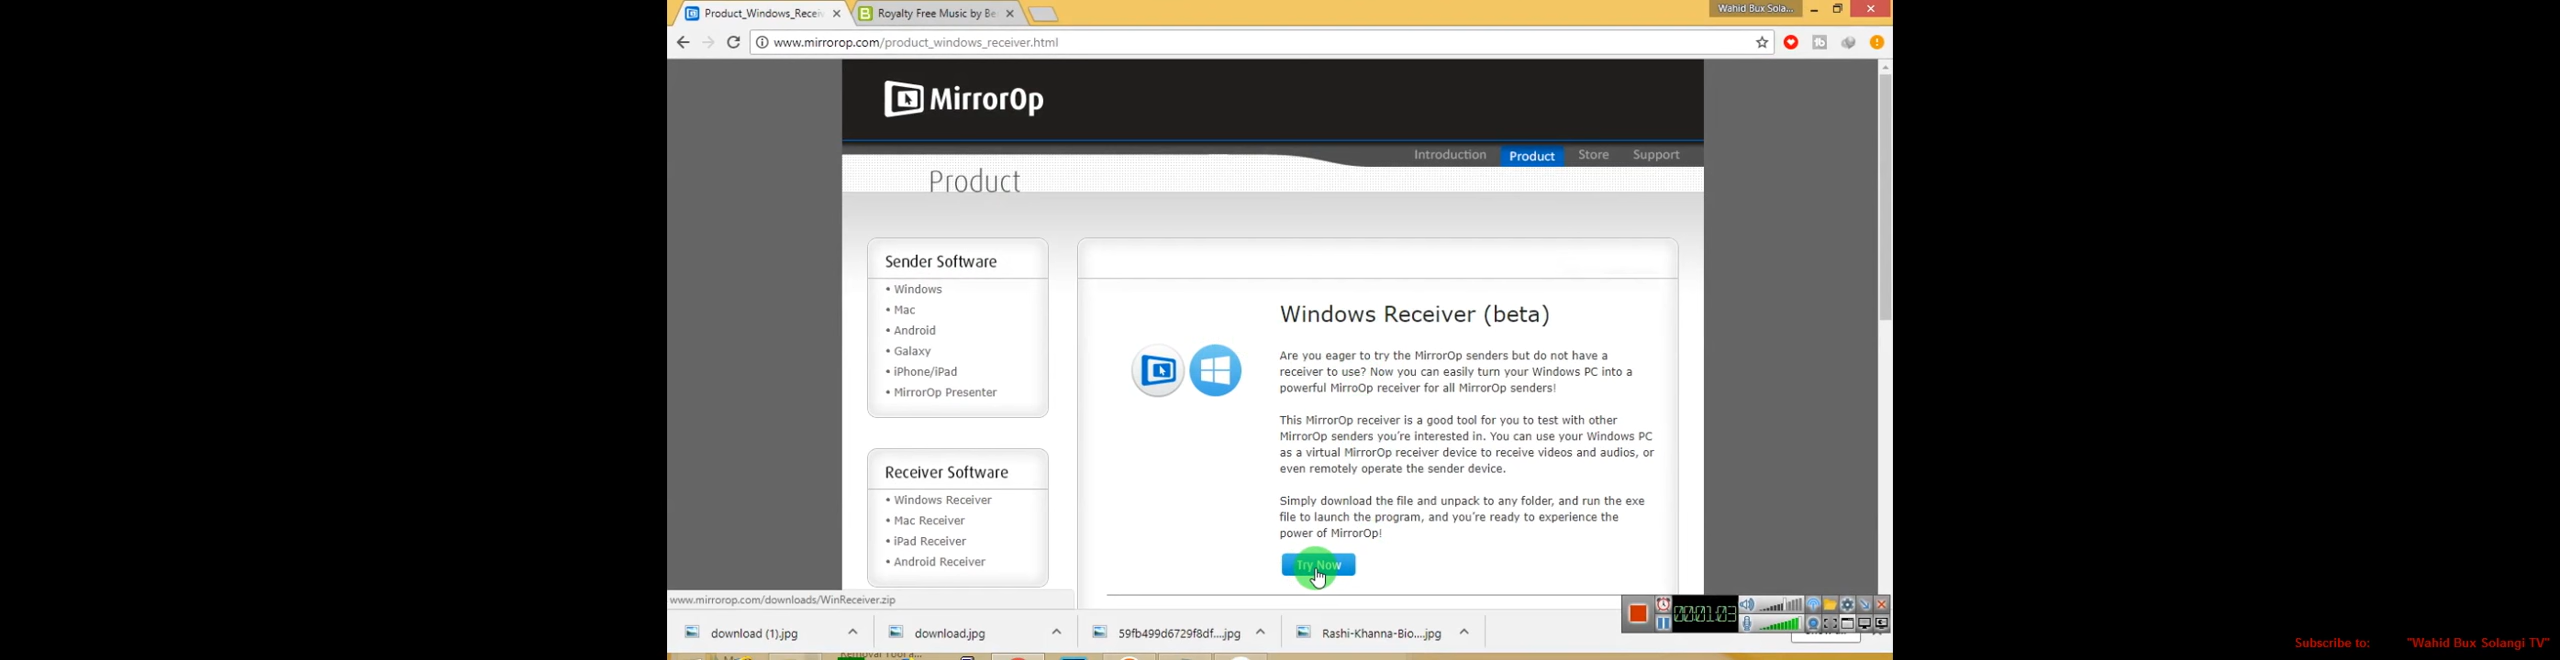 Product_Windows_Recei
Royalty Free Music by Be
Wahid Bux Sola...
www.mirrorop.com/product_windows_receiver.html
MirrorOp
Introduction
Product
Store
Support
Product
Sender Software
• Windows
• Mac
• Android
• Galaxy
• iPhone/iPad
• MirrorOp Presenter
Receiver Software
• Windows Receiver
• Mac Receiver
• iPad Receiver
• Android Receiver
Windows Receiver (beta)
Are you eager to try the MirrorOp senders but do not have a
receiver to use? Now you can easily turn your Windows PC into a
powerful MirroOp receiver for all MirrorOp senders!
This MirrorOp receiver is a good tool for you to test with other
MirrorOp senders you're interested in. You can use your Windows PC
as a virtual MirrorOp receiver device to receive videos and audios, or
even remotely operate the sender device.
Simply download the file and unpack to any folder, and run the exe
file to launch the program, and you're ready to experience the
power of MirrorOp!
Try Now
www.mirrorop.com/downloads/WinReceiver.zip
000103
download (1).jpg
download.jpg
59fb499d6729f8df....jpg
Rashi-Khanna-Bio....jpg
Subscribe to: "Wahid Bux Solangi TV"